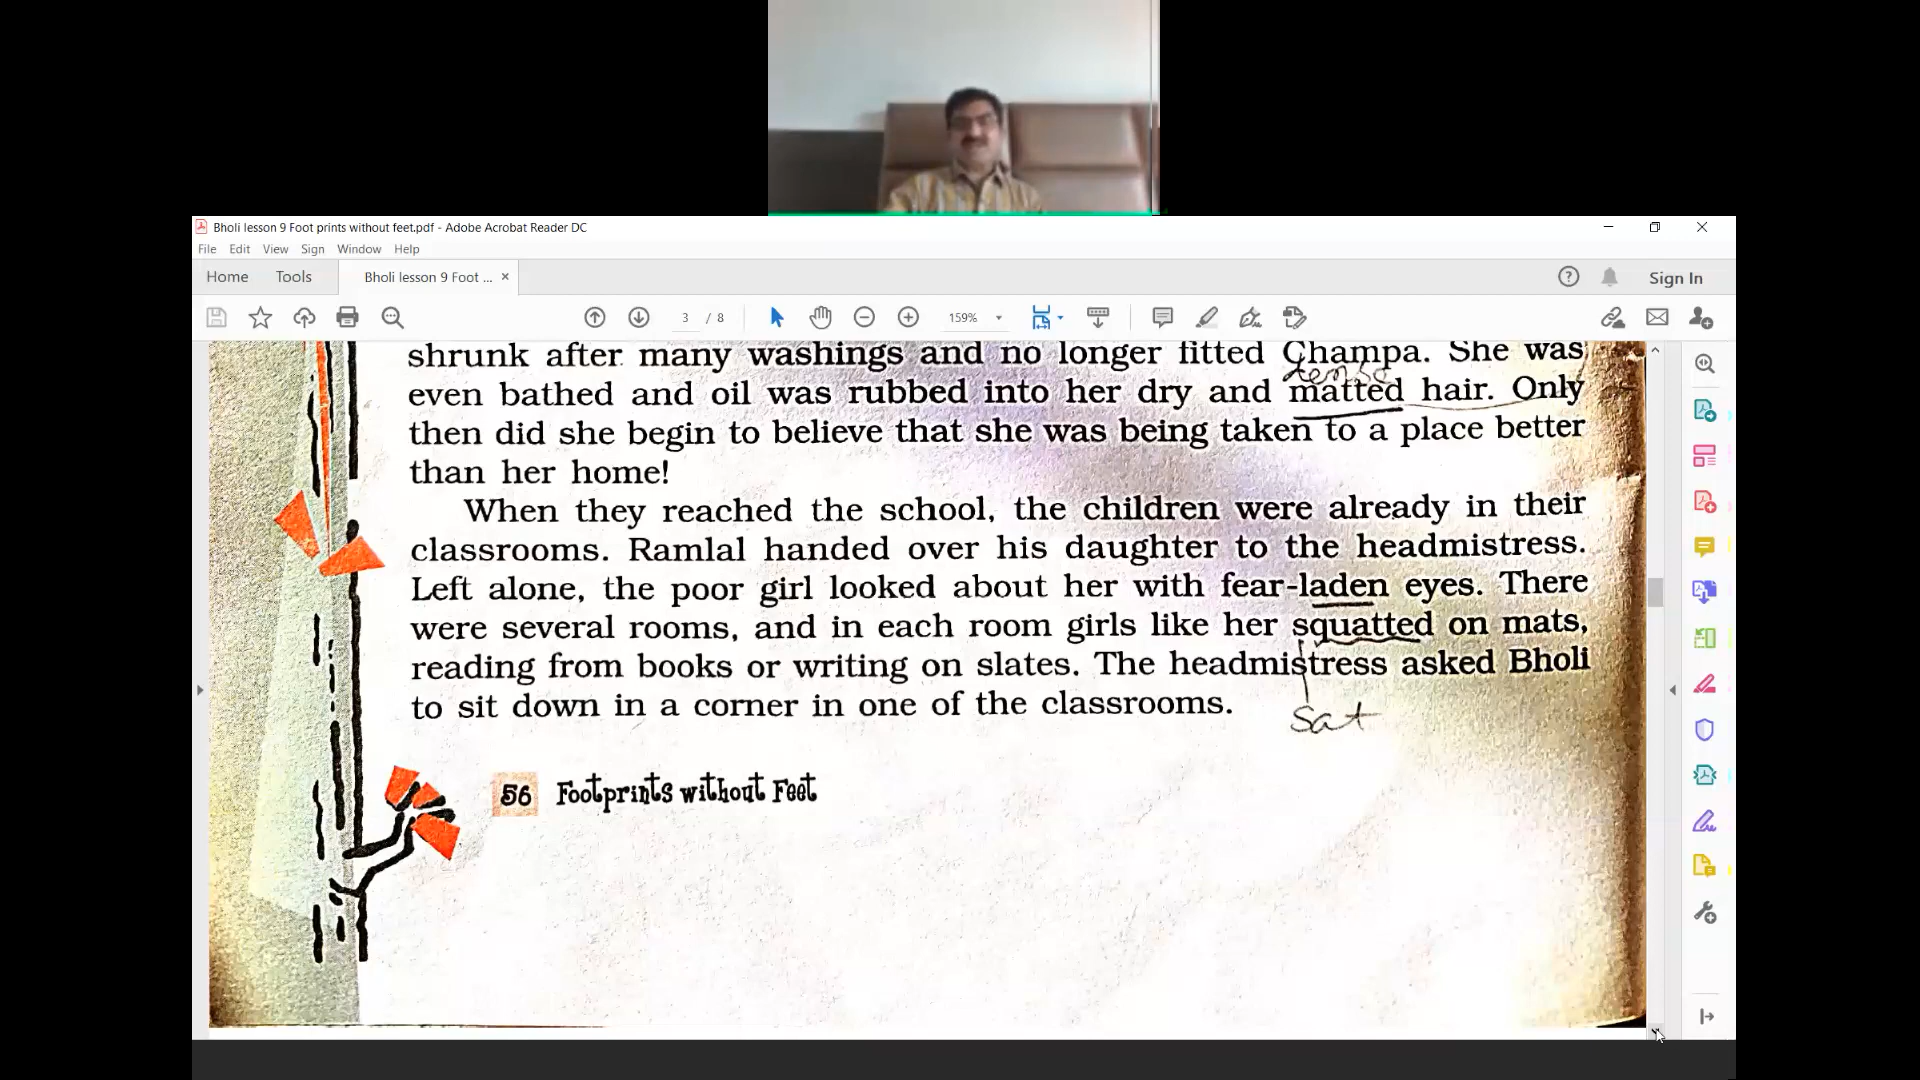 Bholi lesson 9 Foot prints without feet.pdf - Adobe Acrobat Reader DC
File Edit View Sign Window Help
Home Tools Bholi lesson 9 Foot ... × Sign In
3 / 8 159%
shrunk after many washings and no longer fitted Champa. She was
even bathed and oil was rubbed into her dry and matted hair. Only
then did she begin to believe that she was being taken to a place better
than her home!
When they reached the school, the children were already in their
classrooms. Ramlal handed over his daughter to the headmistress.
Left alone, the poor girl looked about her with fear-laden eyes. There
were several rooms, and in each room girls like her squatted on mats,
reading from books or writing on slates. The headmistress asked Bholi
to sit down in a corner in one of the classrooms.
Sat
56 Footprints without Feet